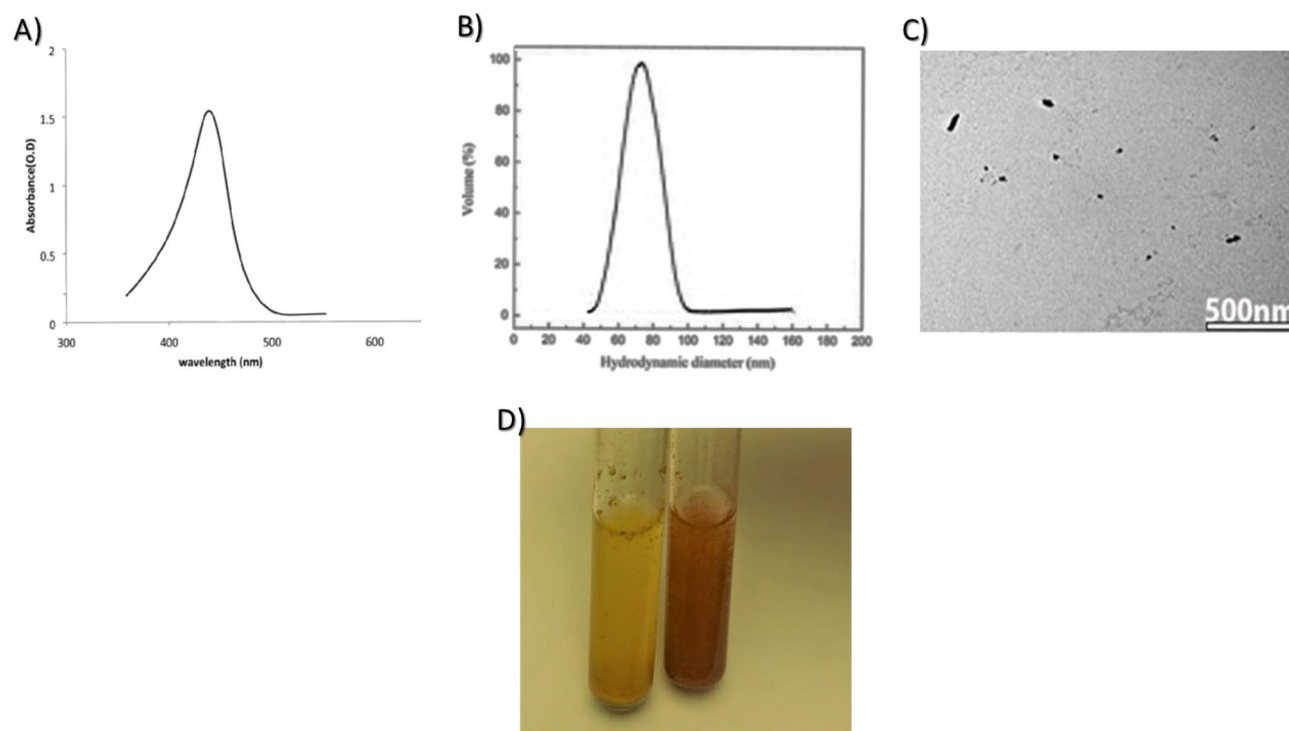 A)
2
1.5
1
0.5
0
Absorbance(O.D)
300 400 500 600
wavelength (nm)
B)
100
80
60
40
20
0
Volume (%)
0 20 40 60 80 100 120 140 160 180 200
Hydrodynamic diameter (nm)
C)
500nm
D)